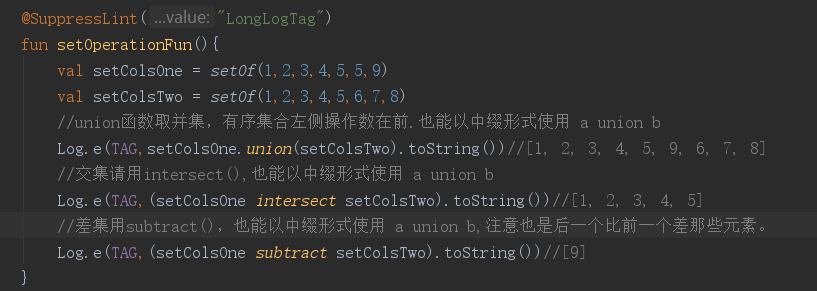 @SuppressLint(...value: "LongLogTag")
fun setOperationFun(){
    val setColsOne = setOf(1,2,3,4,5,5,9)
    val setColsTwo = setOf(1,2,3,4,5,6,7,8)
    //union函数取并集，有序集合左侧操作数在前.也能以中缀形式使用 a union b
    Log.e(TAG,setColsOne.union(setColsTwo).toString())//[1, 2, 3, 4, 5, 9, 6, 7, 8]
    //交集请用intersect(),也能以中缀形式使用 a union b
    Log.e(TAG,(setColsOne intersect setColsTwo).toString())//[1, 2, 3, 4, 5]
    //差集用subtract()，也能以中缀形式使用 a union b,注意也是后一个比前一个差那些元素。
    Log.e(TAG,(setColsOne subtract setColsTwo).toString())//[9]
}